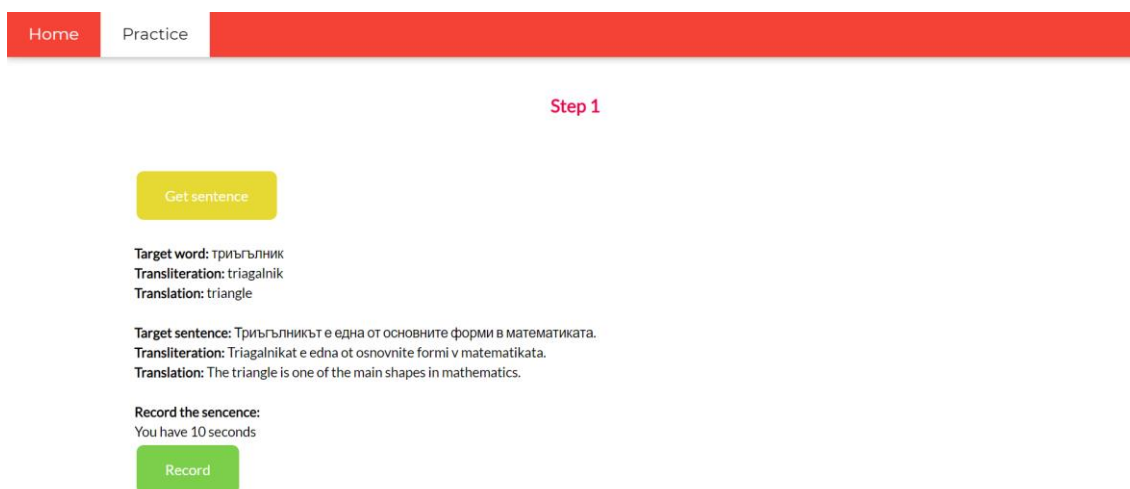 Home Practice
Step 1
Get sentence
Target word: триъгълник
Transliteration: triagalnik
Translation: triangle
Target sentence: Триъгълникът е една от основните форми в математиката.
Transliteration: Triagalnikat e edna ot osnovnite formi v matematikata.
Translation: The triangle is one of the main shapes in mathematics.
Record the sencence:
You have 10 seconds
Record